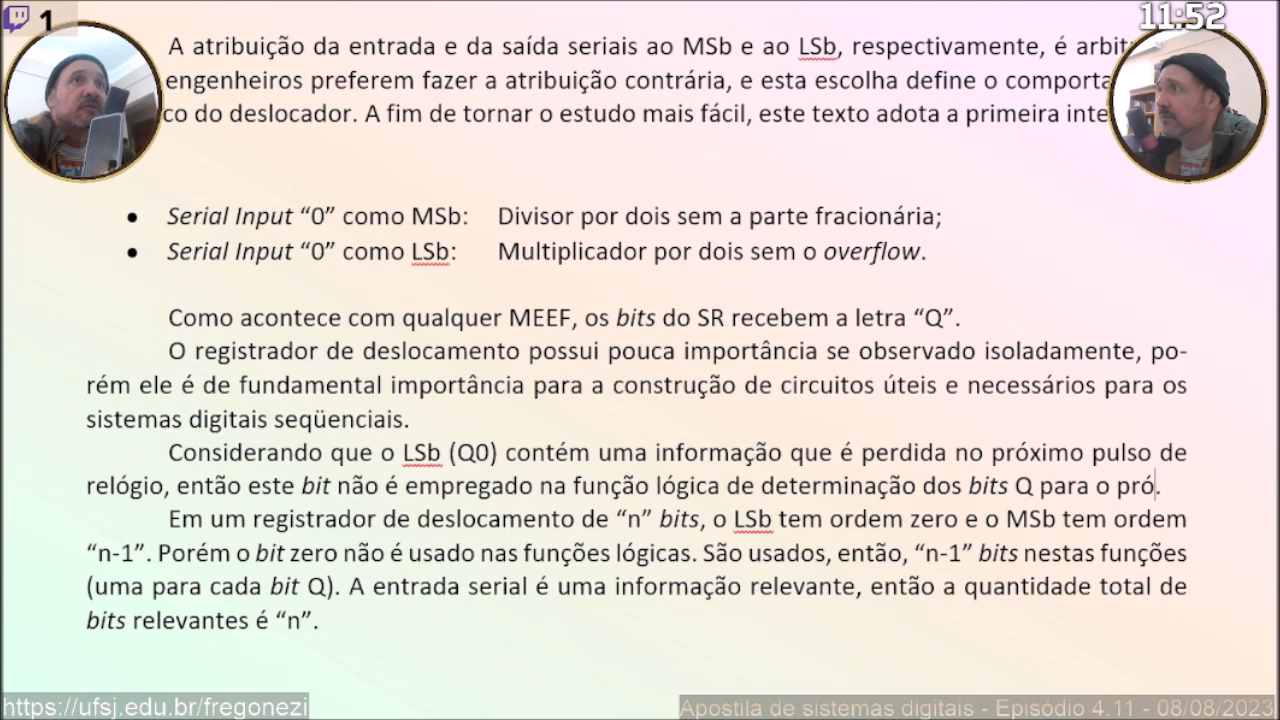 1
11:52
A atribuição da entrada e da saída seriais ao MSb e ao LSb, respectivamente, é
engenheiros preferem fazer a atribuição contrária, e esta escolha define o
do deslocador. A fim de tornar o estudo mais fácil, este texto adota a primeira
• Serial Input “0” como MSb: Divisor por dois sem a parte fracionária;
• Serial Input “0” como LSb: Multiplicador por dois sem o overflow.
Como acontece com qualquer MEEF, os bits do SR recebem a letra “Q”.
O registrador de deslocamento possui pouca importância se observado isoladamente, po-
rém ele é de fundamental importância para a construção de circuitos úteis e necessários para os
sistemas digitais seqüenciais.
Considerando que o LSb (Q0) contém uma informação que é perdida no próximo pulso de
relógio, então este bit não é empregado na função lógica de determinação dos bits Q para o pró.
Em um registrador de deslocamento de “n” bits, o LSb tem ordem zero e o MSb tem ordem
“n-1”. Porém o bit zero não é usado nas funções lógicas. São usados, então, “n-1” bits nestas funções
(uma para cada bit Q). A entrada serial é uma informação relevante, então a quantidade total de
bits relevantes é “n”.
https://ufsj.edu.br/fregonezi
Apostila de sistemas digitais - Episódio 4.11 - 08/08/2023